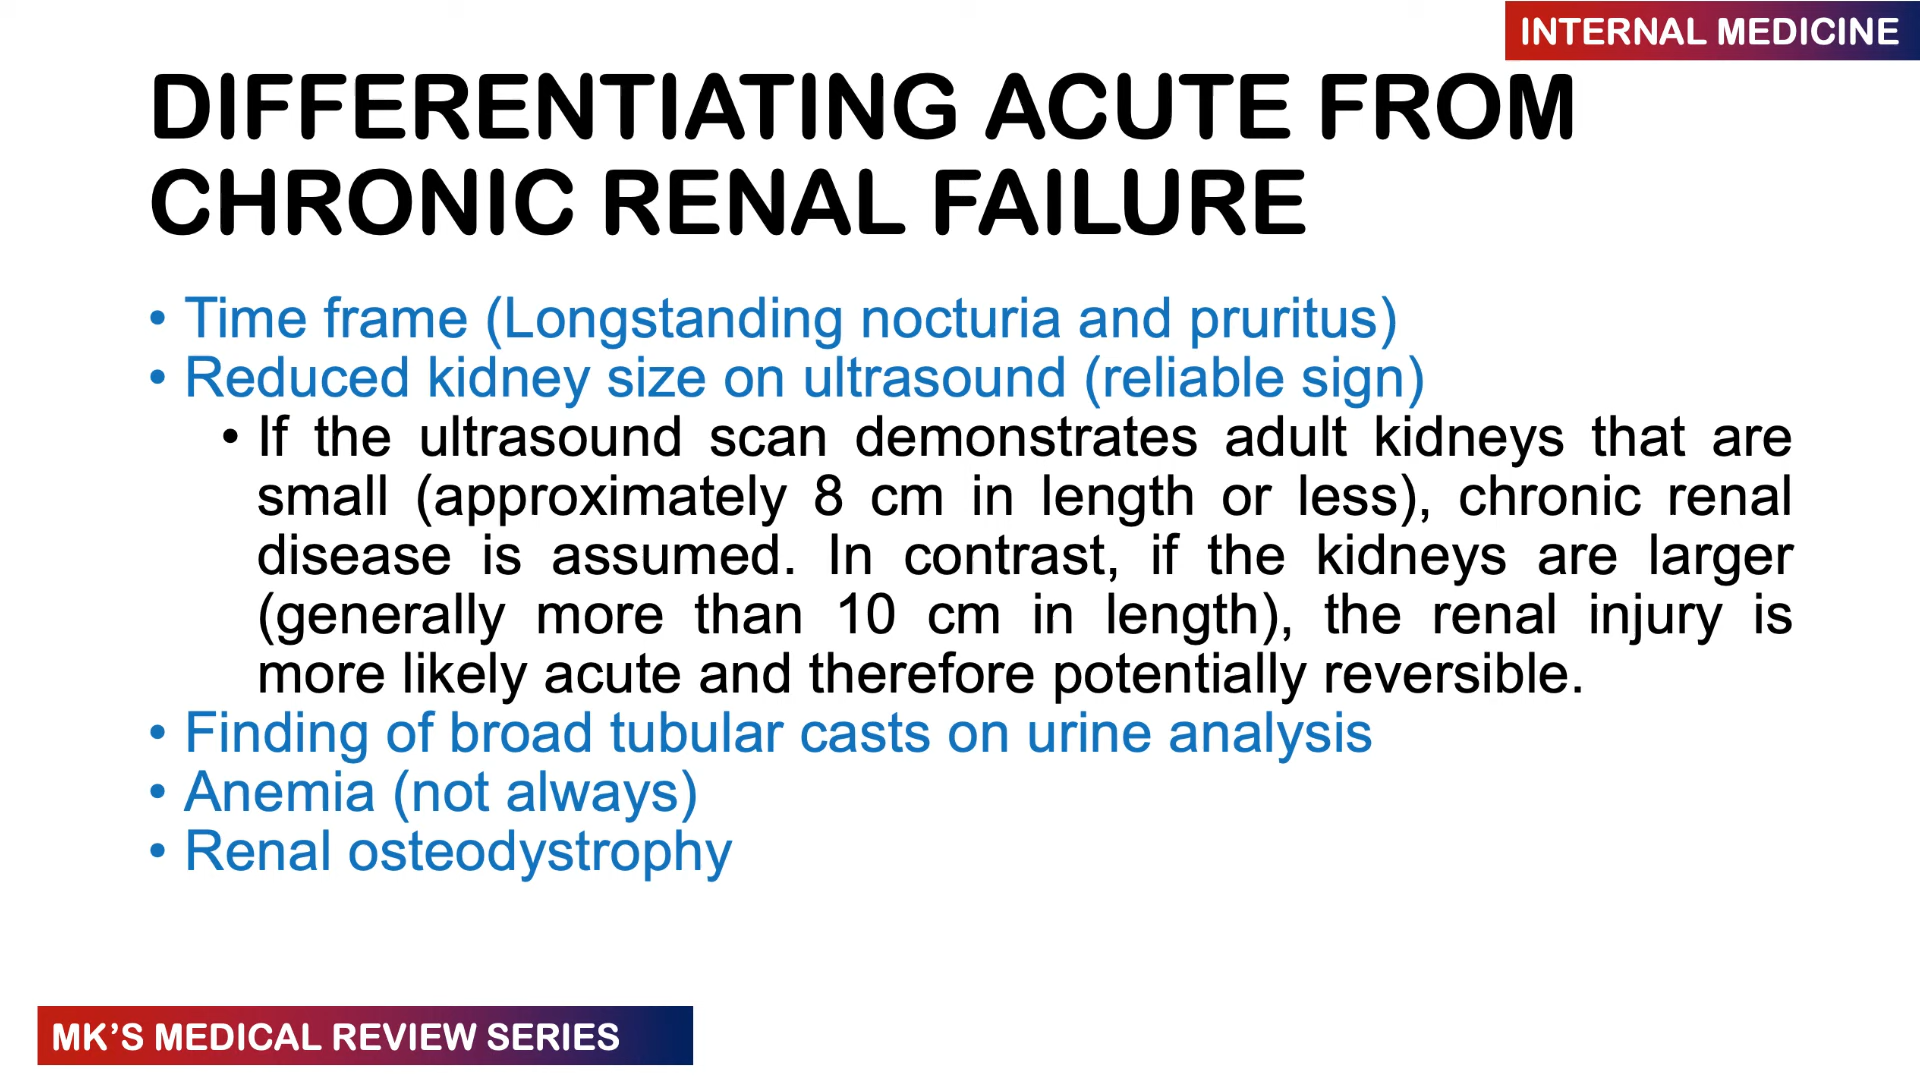 INTERNAL MEDICINE
DIFFERENTIATING ACUTE FROM
CHRONIC RENAL FAILURE
• Time frame (Longstanding nocturia and pruritus)
• Reduced kidney size on ultrasound (reliable sign)
• If the ultrasound scan demonstrates adult kidneys that are
small (approximately 8 cm in length or less), chronic renal
disease is assumed. In contrast, if the kidneys are larger
(generally more than 10 cm in length), the renal injury is
more likely acute and therefore potentially reversible.
• Finding of broad tubular casts on urine analysis
• Anemia (not always)
• Renal osteodystrophy
MK’S MEDICAL REVIEW SERIES